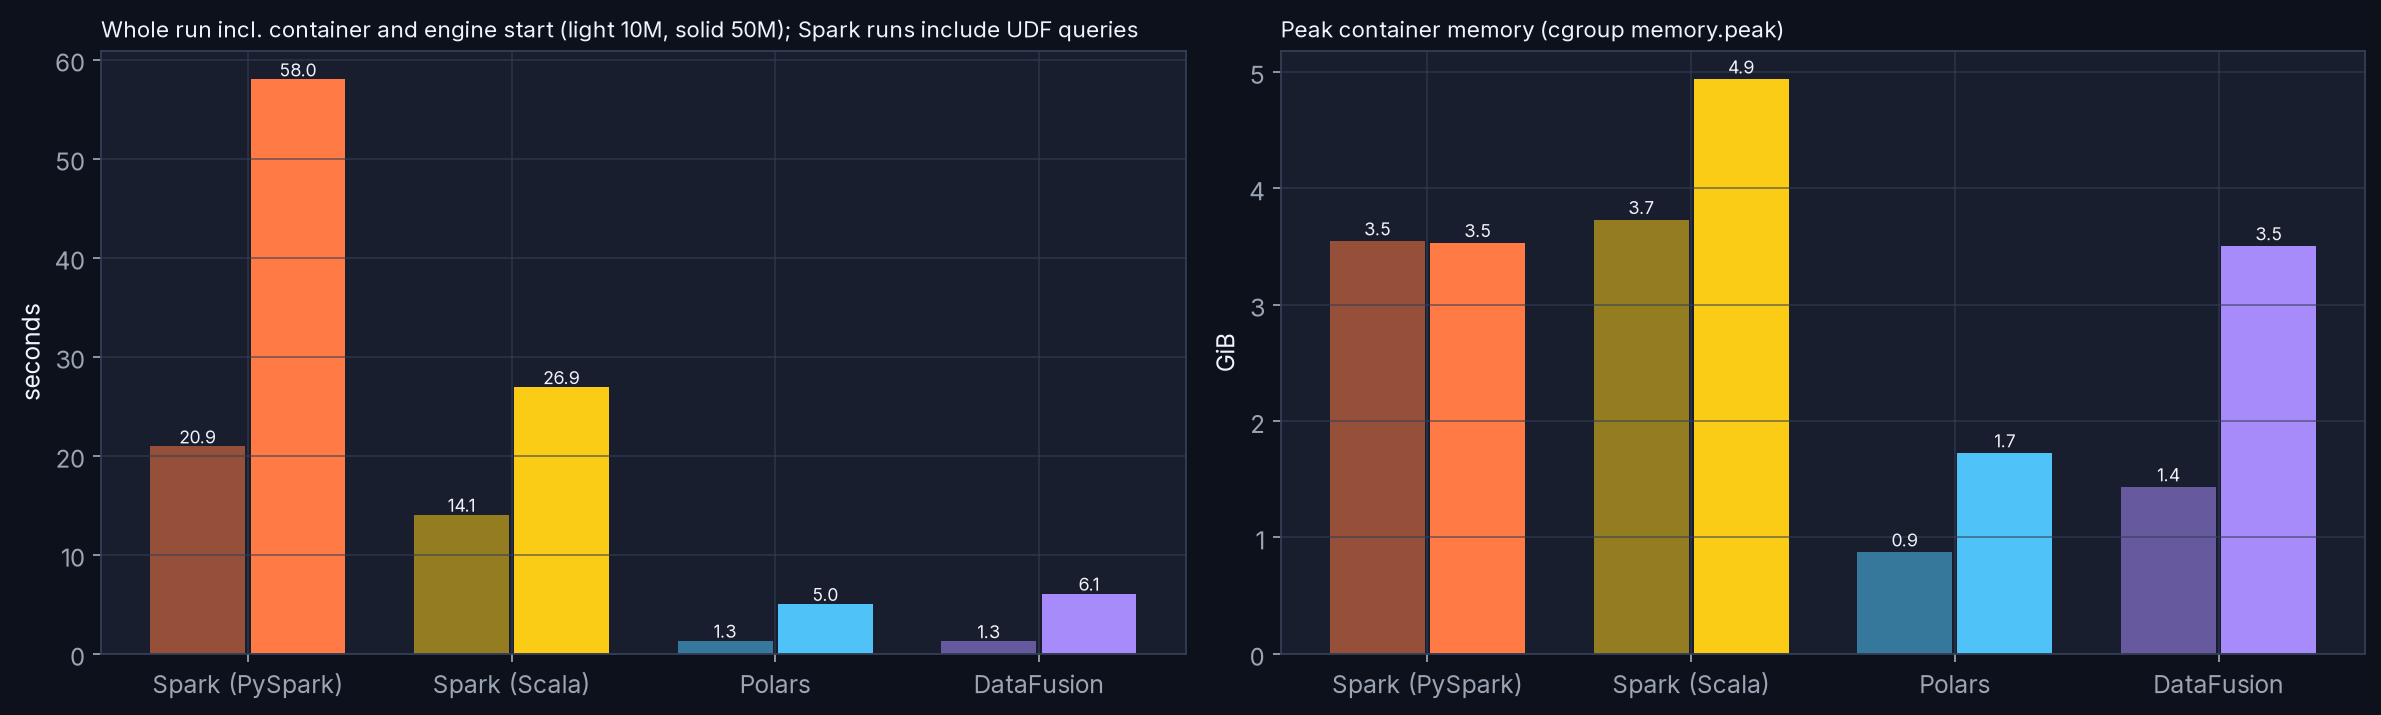 Whole run incl. container and engine start (light 10M, solid 50M); Spark runs include UDF queries
seconds
60
50
40
30
20
10
0
20.9
58.0
14.1
26.9
1.3
5.0
1.3
6.1
Spark (PySpark)
Spark (Scala)
Polars
DataFusion
Peak container memory (cgroup memory.peak)
GiB
5
4
3
2
1
0
3.5
3.5
3.7
4.9
0.9
1.7
1.4
3.5
Spark (PySpark)
Spark (Scala)
Polars
DataFusion